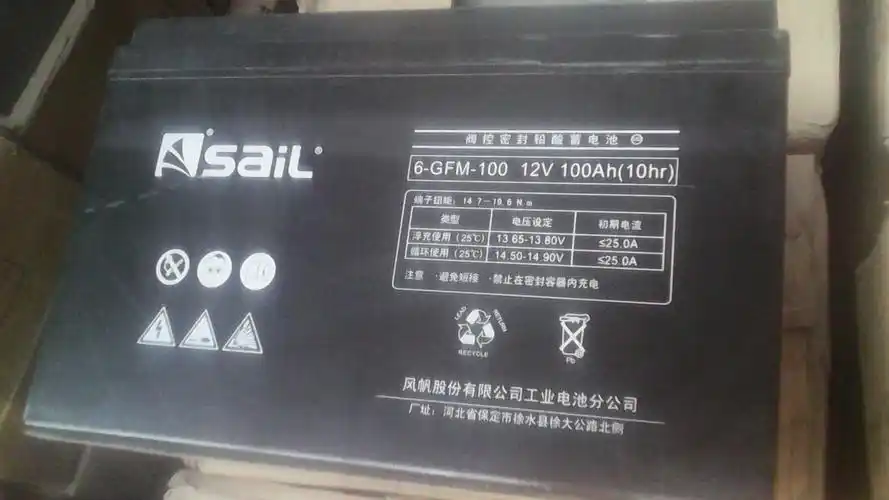 saiL®
阀控密封铅酸蓄电池
6-GFM-100 12V 100Ah(10hr)
端子扭矩: 14.7-19.6N.m
类型 电压设定 初期电流
浮充使用(25℃) 13.65-13.80V ≤25.0A
循环使用(25℃) 14.50-14.90V ≤25.0A
注意 ·避免短接 ·禁止在密封容器内充电
LEAD RETURN
RECYCLE
Pb
风帆股份有限公司工业电池分公司
厂址: 河北省保定市徐水县徐大公路北侧